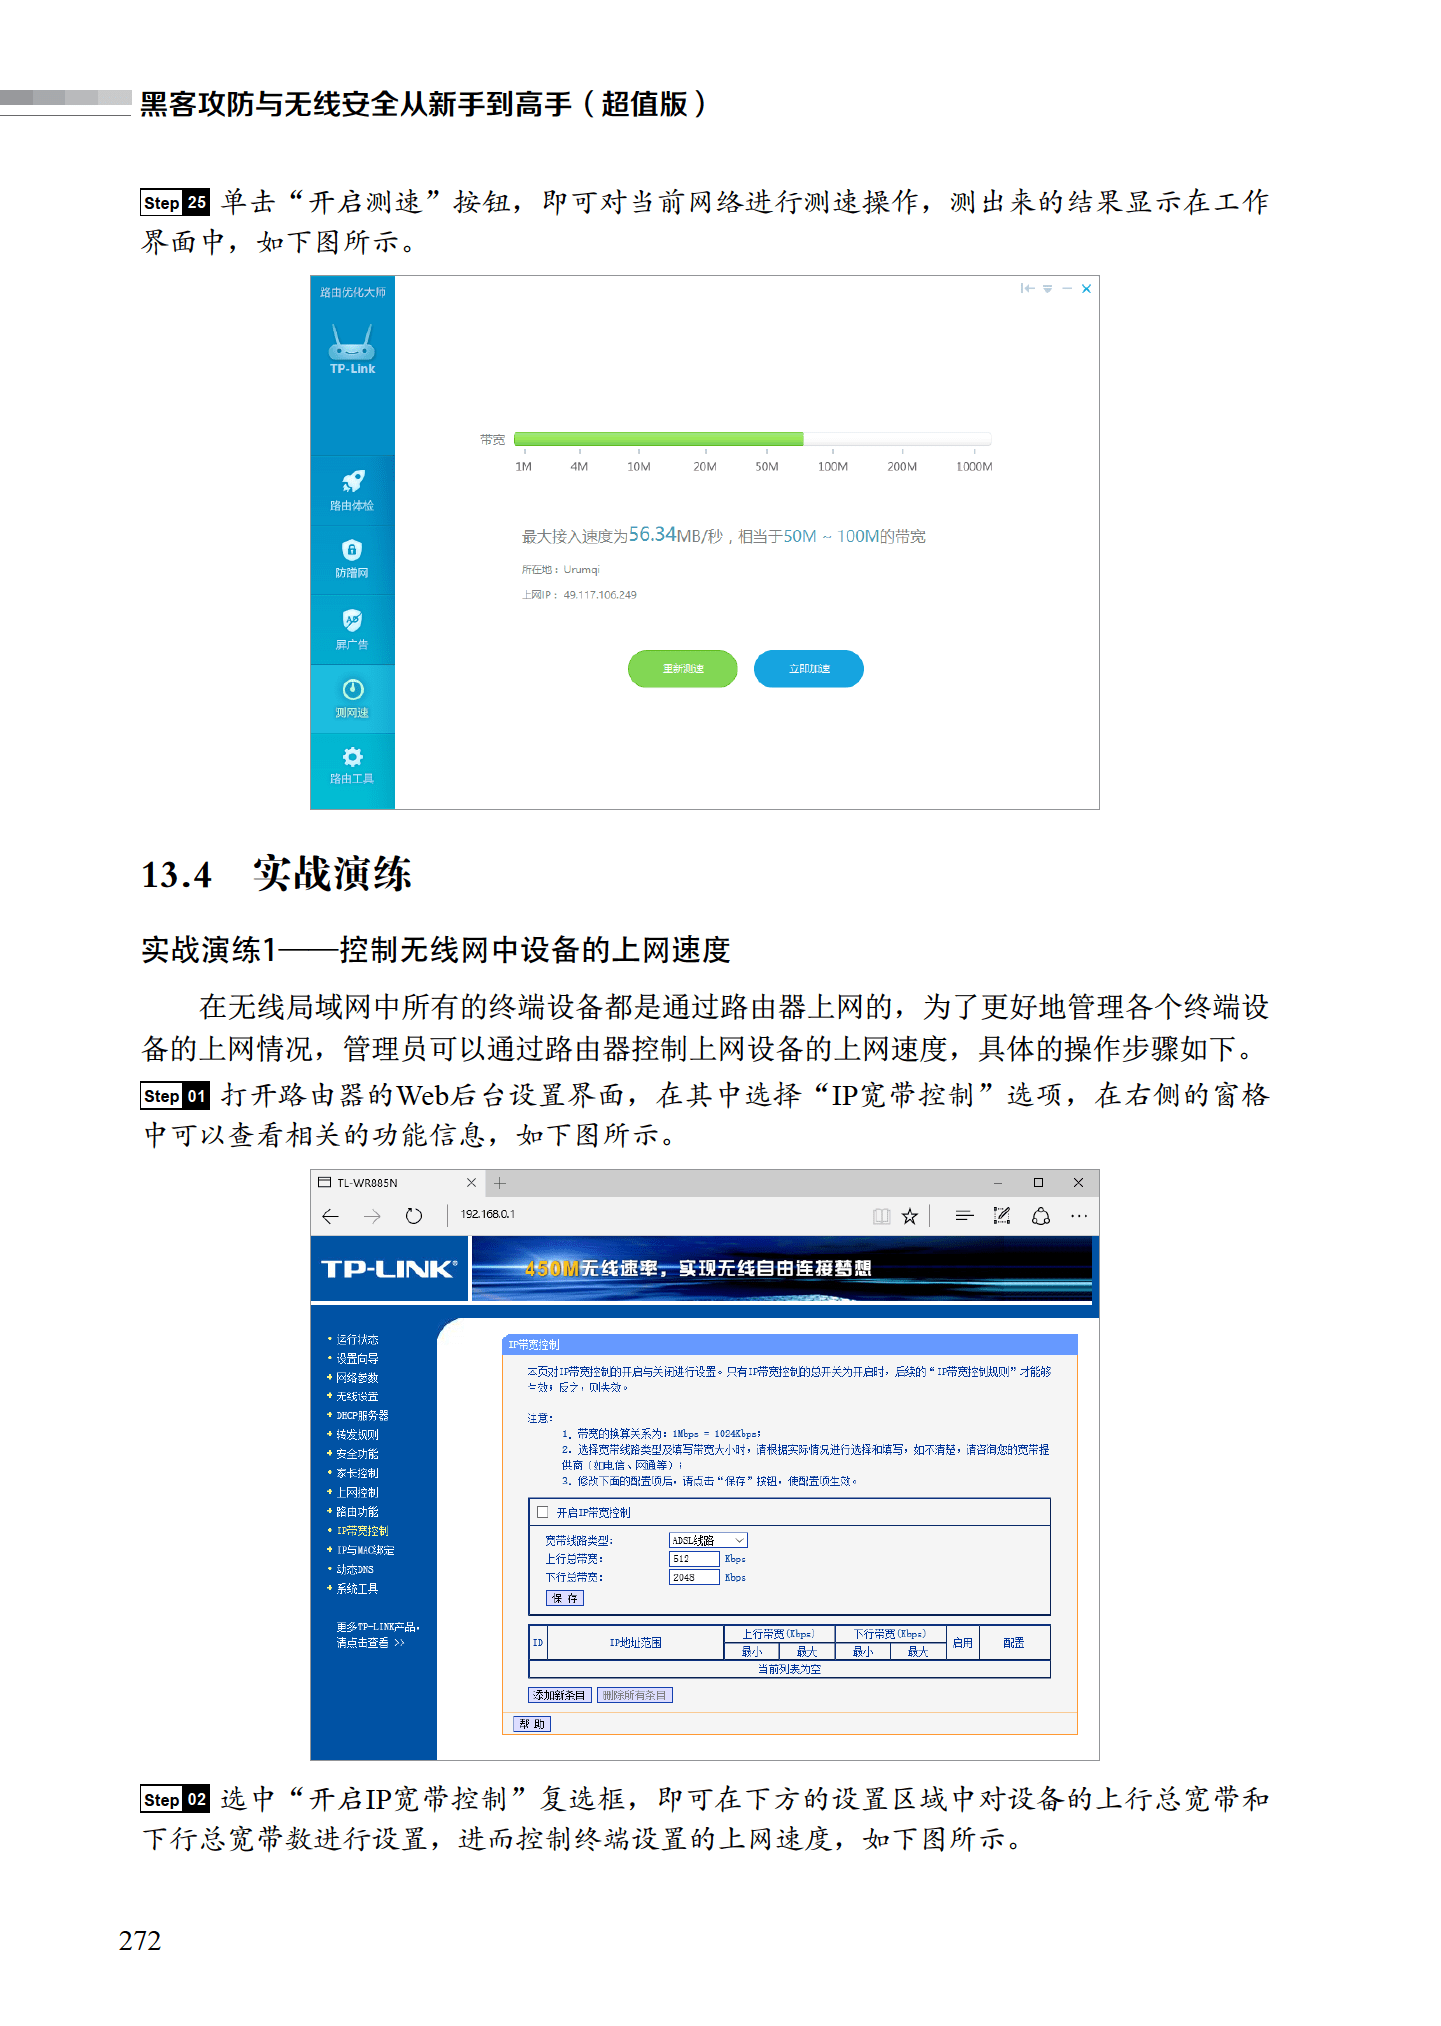 黑客攻防与无线安全从新手到高手（超值版）
Step 25 单击“开启测速”按钮，即可对当前网络进行测速操作，测出来的结果显示在工作
界面中，如下图所示。
路由优化大师
TP-Link
路由体检
防蹭网
AD
屏广告
测网速
路由工具
带宽
1M 4M 10M 20M 50M 100M 200M 1000M
最大接入速度为56.34MB/秒，相当于50M ~ 100M的带宽
所在地：Urumqi
上网IP：49.117.106.249
重新测速 立即加速
13.4 实战演练
实战演练1——控制无线网中设备的上网速度
在无线局域网中所有的终端设备都是通过路由器上网的，为了更好地管理各个终端设
备的上网情况，管理员可以通过路由器控制上网设备的上网速度，具体的操作步骤如下。
Step 01 打开路由器的Web后台设置界面，在其中选择“IP宽带控制”选项，在右侧的窗格
中可以查看相关的功能信息，如下图所示。
TL-WR885N
192.168.0.1
TP-LINK®
450M无线速率，实现无线自由连接梦想
• 运行状态
• 设置向导
+ 网络参数
+ 无线设置
+ DHCP服务器
+ 转发规则
+ 安全功能
• 家长控制
+ 上网控制
+ 路由功能
• IP带宽控制
+ IP与MAC绑定
• 动态DNS
+ 系统工具
更多TP-LINK产品，
请点击查看 >>
IP带宽控制
本页对IP带宽控制的开启与关闭进行设置。只有IP带宽控制的总开关为开启时，后续的“IP带宽控制规则”才能够
生效；反之，则失效。
注意：
1. 带宽的换算关系为：1Mbps = 1024Kbps；
2. 选择宽带线路类型及填写带宽大小时，请根据实际情况进行选择和填写，如不清楚，请咨询您的宽带提
供商（如电信、网通等）；
3. 修改下面的配置项后，请点击“保存”按钮，使配置项生效。
开启IP带宽控制
宽带线路类型： ADSL线路
上行总带宽： 512 Kbps
下行总带宽： 2048 Kbps
保 存
ID IP地址范围 上行带宽(Kbps) 下行带宽(Kbps) 启用 配置
最小 最大 最小 最大
当前列表为空
添加新条目 删除所有条目
帮 助
Step 02 选中“开启IP宽带控制”复选框，即可在下方的设置区域中对设备的上行总宽带和
下行总宽带数进行设置，进而控制终端设置的上网速度，如下图所示。
272